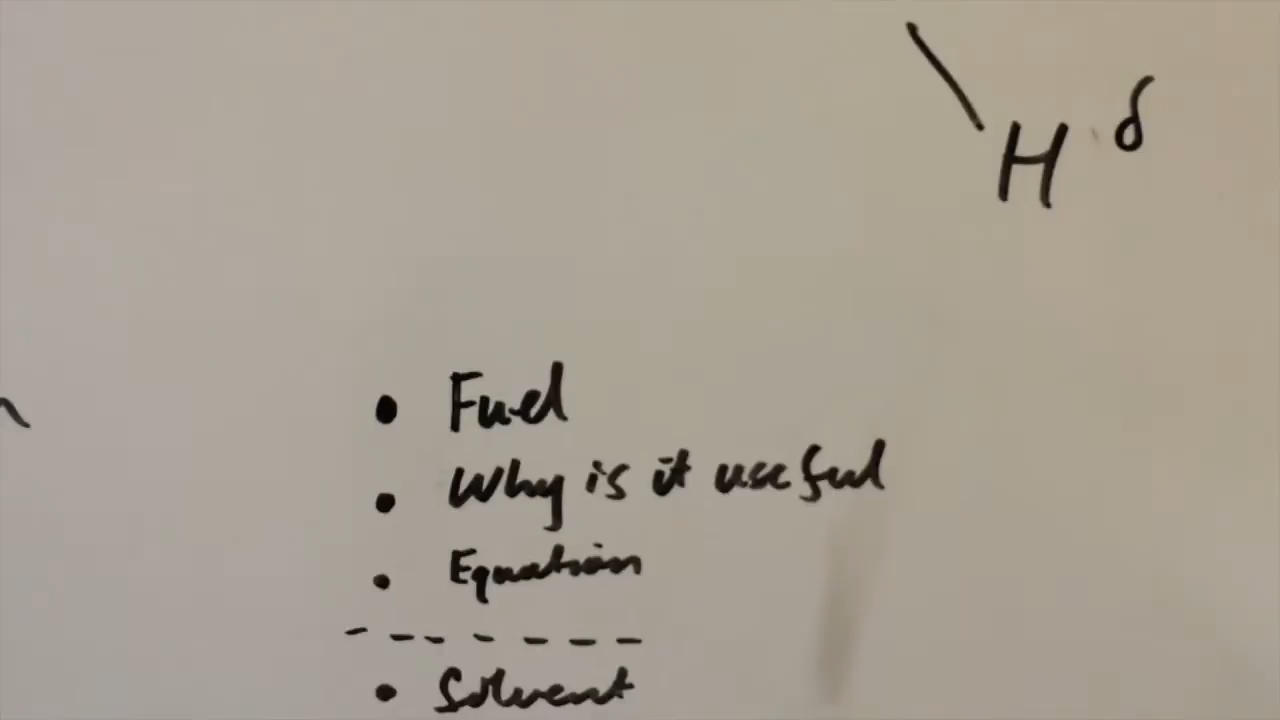 H δ
• Fuel
• Why is it useful
• Equation
• Solvent